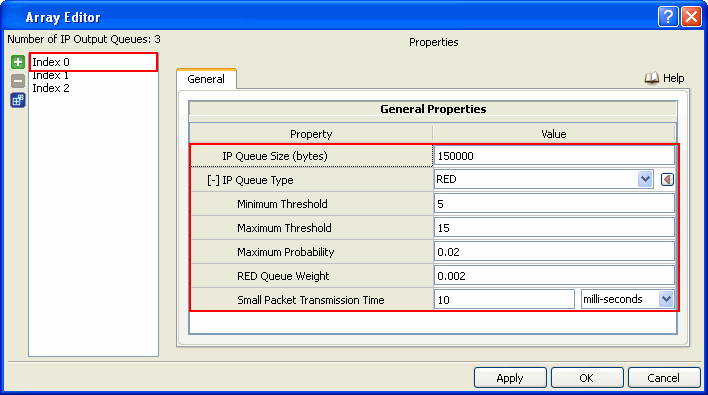 Array Editor
Number of IP Output Queues: 3
Properties
Index 0
Index 1
Index 2
General
Help
General Properties
Property Value
IP Queue Size (bytes) 150000
[-] IP Queue Type RED
Minimum Threshold 5
Maximum Threshold 15
Maximum Probability 0.02
RED Queue Weight 0.002
Small Packet Transmission Time 10 milli-seconds
Apply OK Cancel